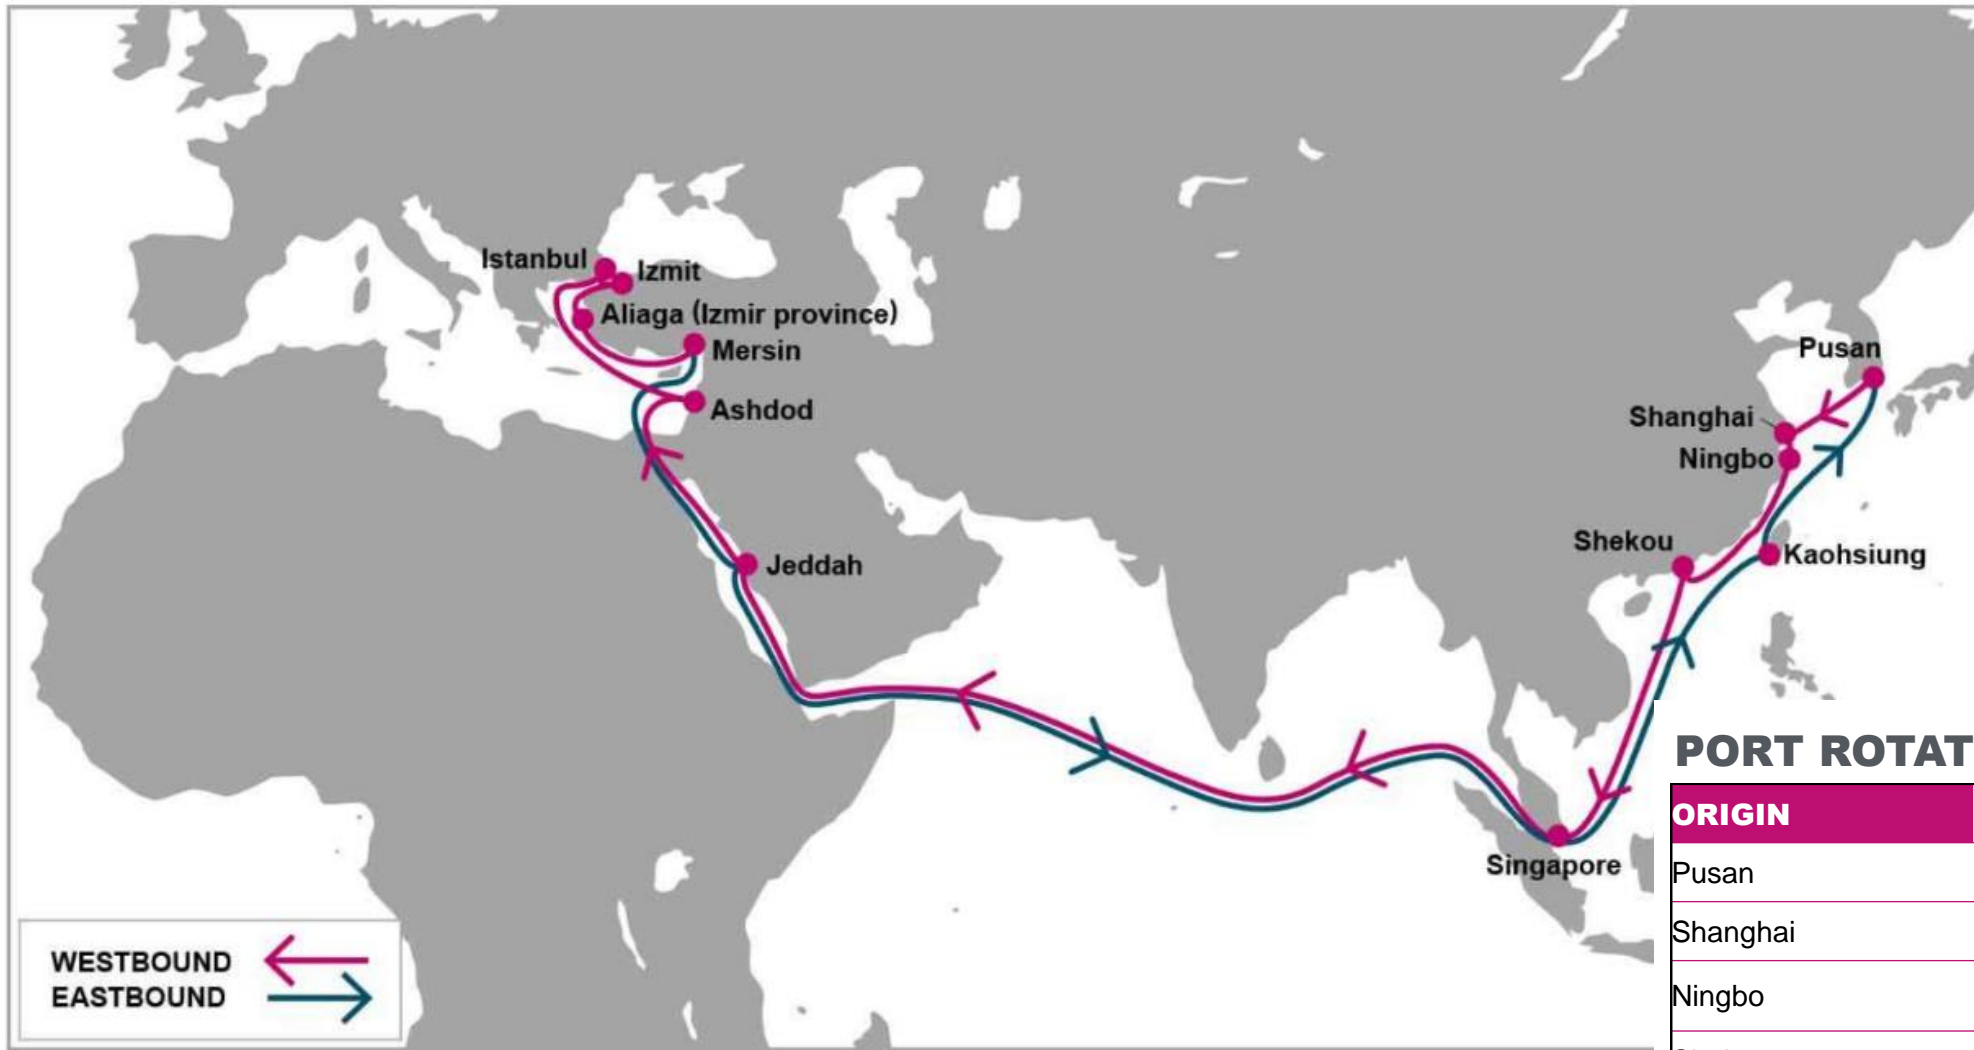 Istanbul
Izmit
Aliaga (Izmir province)
Mersin
Ashdod
Jeddah
Pusan
Shanghai
Ningbo
Shekou
Kaohsiung
Singapore
WESTBOUND
EASTBOUND
PORT ROTAT
ORIGIN
Pusan
Shanghai
Ningbo